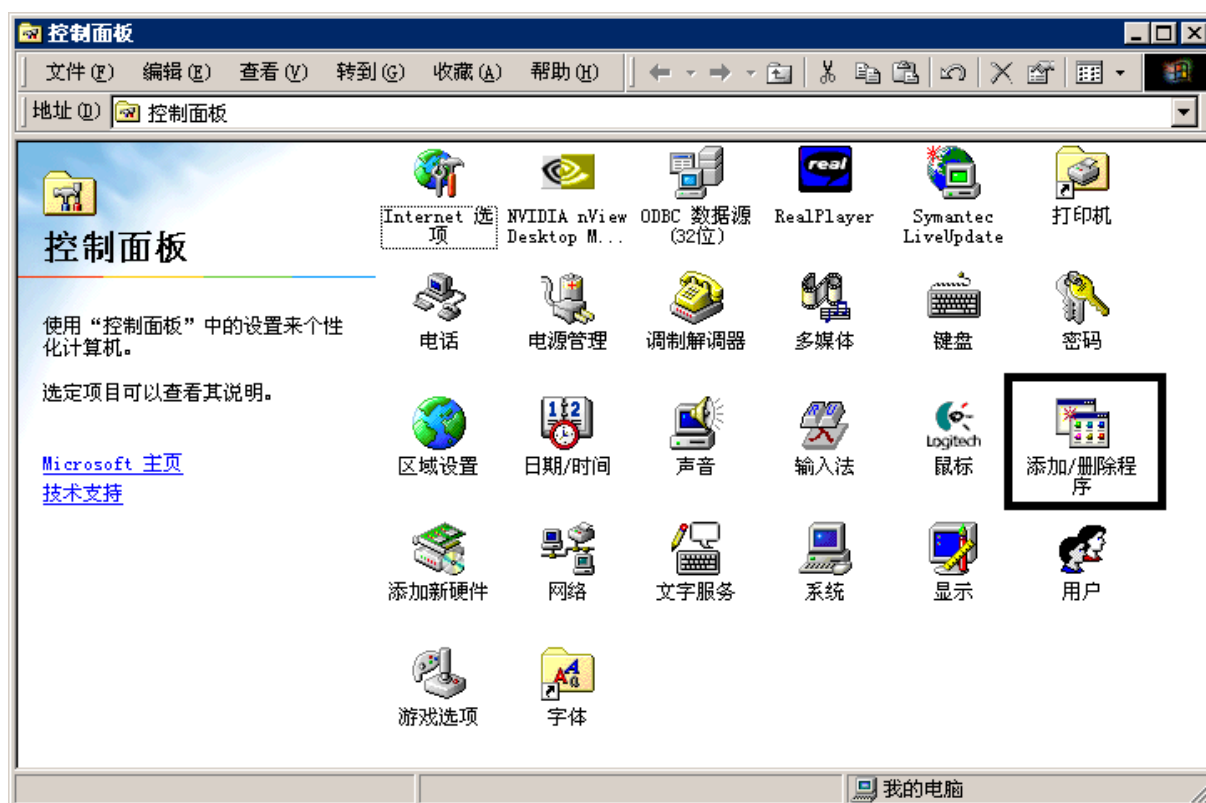 控制面板
文件(F) 编辑(E) 查看(V) 转到(G) 收藏(A) 帮助(H)
地址(D) 控制面板
控制面板
使用“控制面板”中的设置来个性
化计算机。
选定项目可以查看其说明。
Microsoft 主页
技术支持
Internet 选
项
NVIDIA nView
Desktop M...
ODBC 数据源
(32位)
real
RealPlayer
Symantec
LiveUpdate
打印机
电话
电源管理
调制解调器
多媒体
键盘
密码
区域设置
12
日期/时间
声音
输入法
Logitech
鼠标
添加/删除程
序
添加新硬件
网络
文字服务
系统
显示
用户
游戏选项
字体
我的电脑